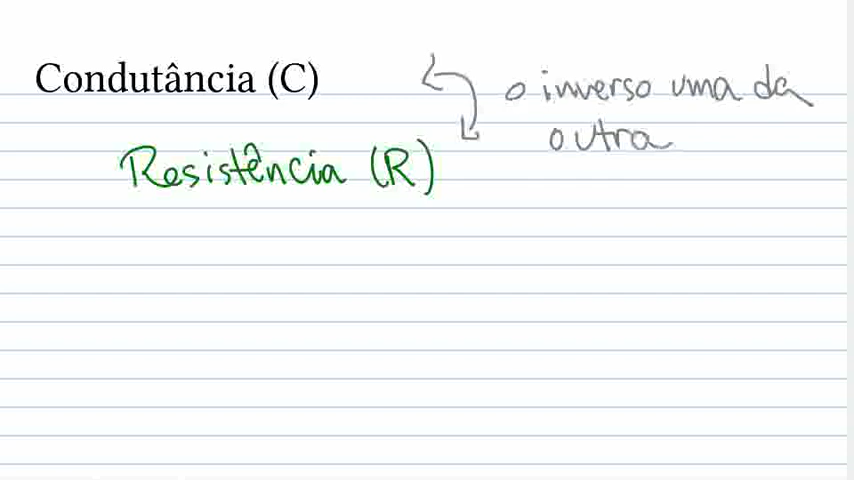 Condutância (C)
o inverso uma da
outra
Resistência (R)